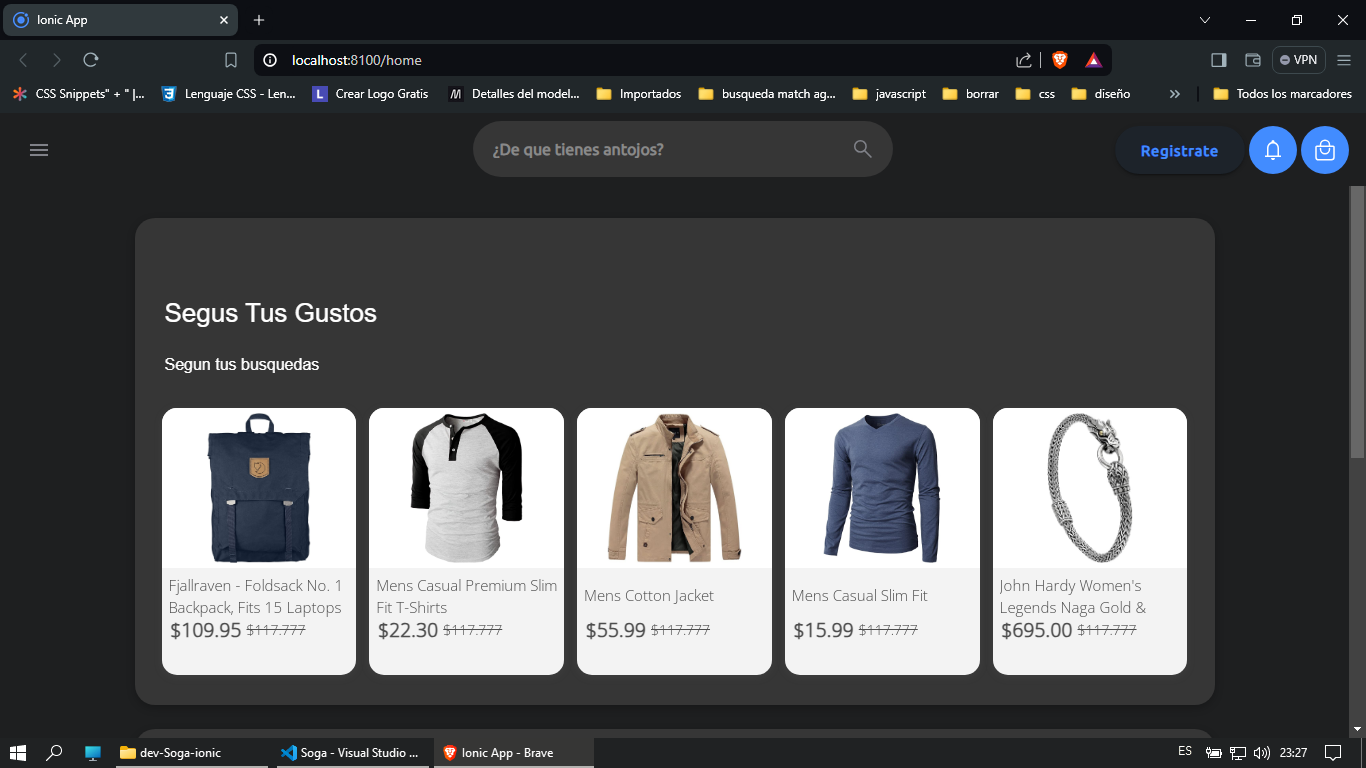 Ionic App
localhost:8100/home
VPN
CSS Snippets" + " |...
Lenguaje CSS - Len...
Crear Logo Gratis
Detalles del model...
Importados
busqueda match ag...
javascript
borrar
css
diseño
Todos los marcadores
¿De que tienes antojos?
Registrate
Segus Tus Gustos
Segun tus busquedas
Fjallraven - Foldsack No. 1
Backpack, Fits 15 Laptops
$109.95 $117.777
Mens Casual Premium Slim
Fit T-Shirts
$22.30 $117.777
Mens Cotton Jacket
$55.99 $117.777
Mens Casual Slim Fit
$15.99 $117.777
John Hardy Women's
Legends Naga Gold &
$695.00 $117.777
dev-Soga-ionic
Soga - Visual Studio ...
Ionic App - Brave
ES
23:27